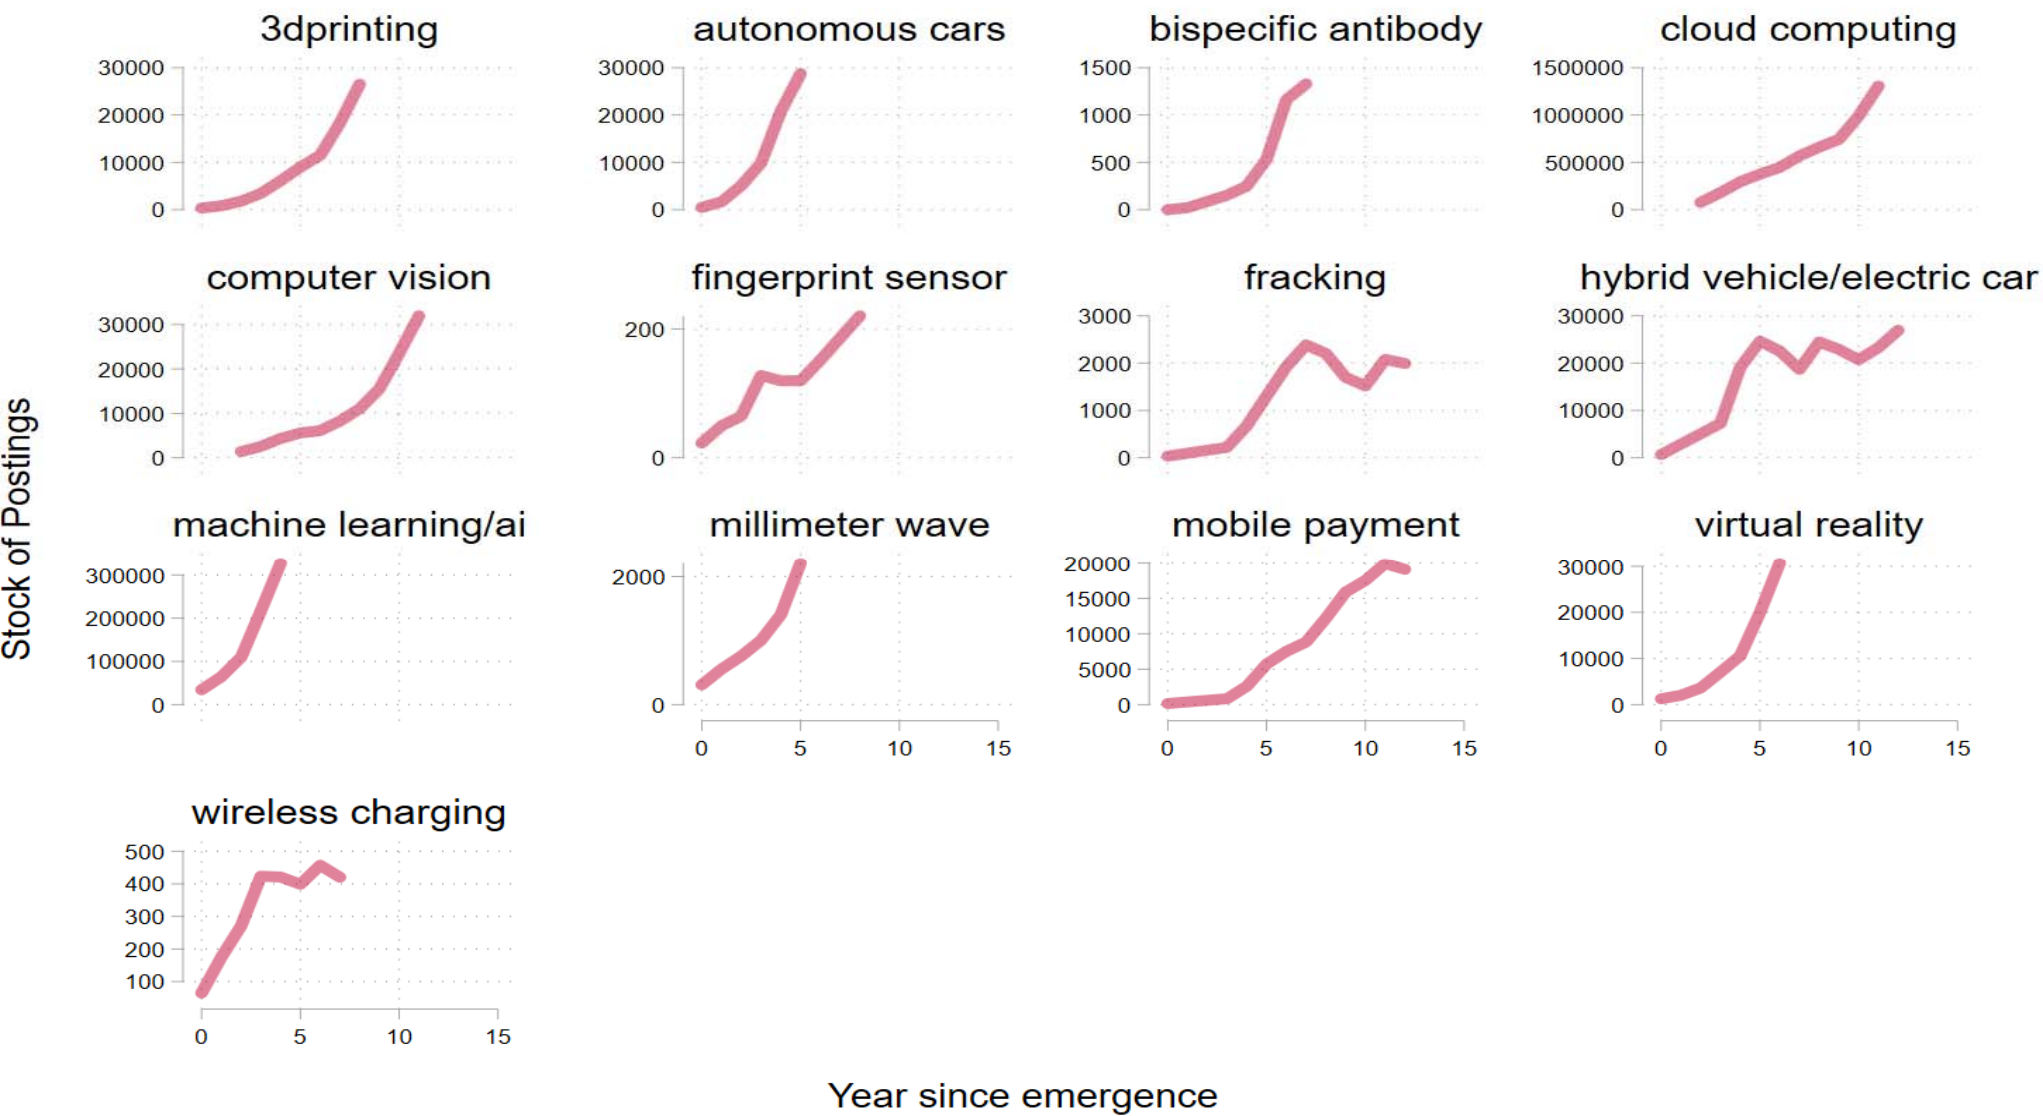 3dprinting
30000
20000
10000
0
autonomous cars
30000
20000
10000
0
bispecific antibody
1500
1000
500
0
cloud computing
1500000
1000000
500000
0
computer vision
30000
20000
10000
0
fingerprint sensor
200
0
fracking
3000
2000
1000
0
hybrid vehicle/electric car
30000
20000
10000
0
Stock of Postings
machine learning/ai
300000
200000
100000
0
millimeter wave
2000
0
0 5 10 15
mobile payment
20000
15000
10000
5000
0
0 5 10 15
virtual reality
30000
20000
10000
0
0 5 10 15
wireless charging
500
400
300
200
100
0 5 10 15
Year since emergence